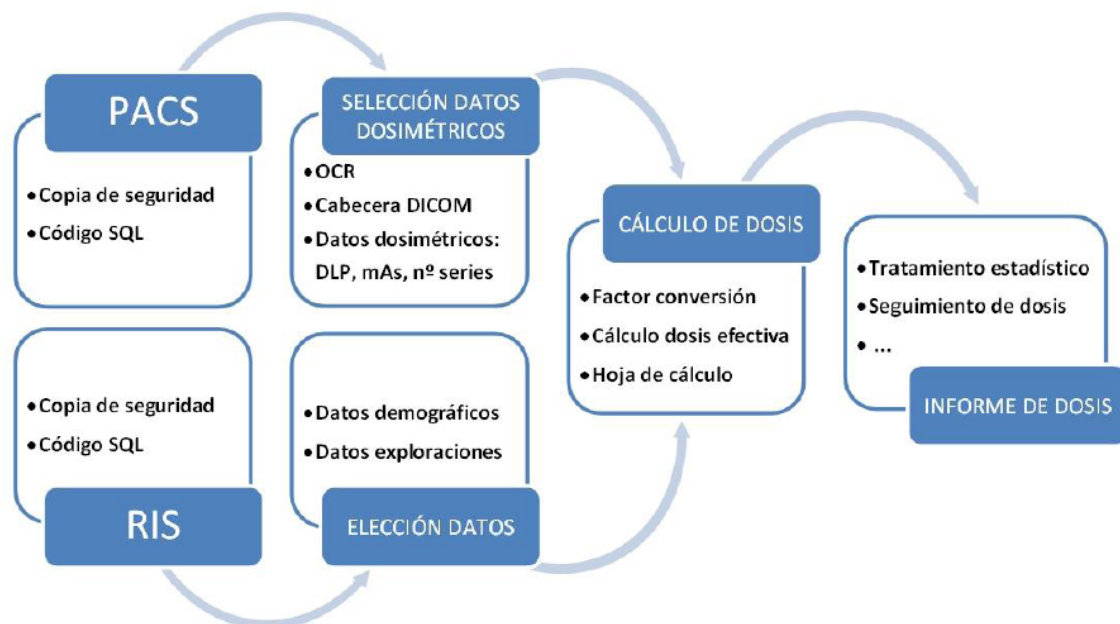 PACS
•Copia de seguridad
•Código SQL
SELECCIÓN DATOS
DOSIMÉTRICOS
•OCR
•Cabecera DICOM
•Datos dosimétricos:
DLP, mAs, nº series
•Copia de seguridad
•Código SQL
RIS
•Datos demográficos
•Datos exploraciones
ELECCIÓN DATOS
CÁLCULO DE DOSIS
•Factor conversión
•Cálculo dosis efectiva
•Hoja de cálculo
•Tratamiento estadístico
•Seguimiento de dosis
• ...
INFORME DE DOSIS